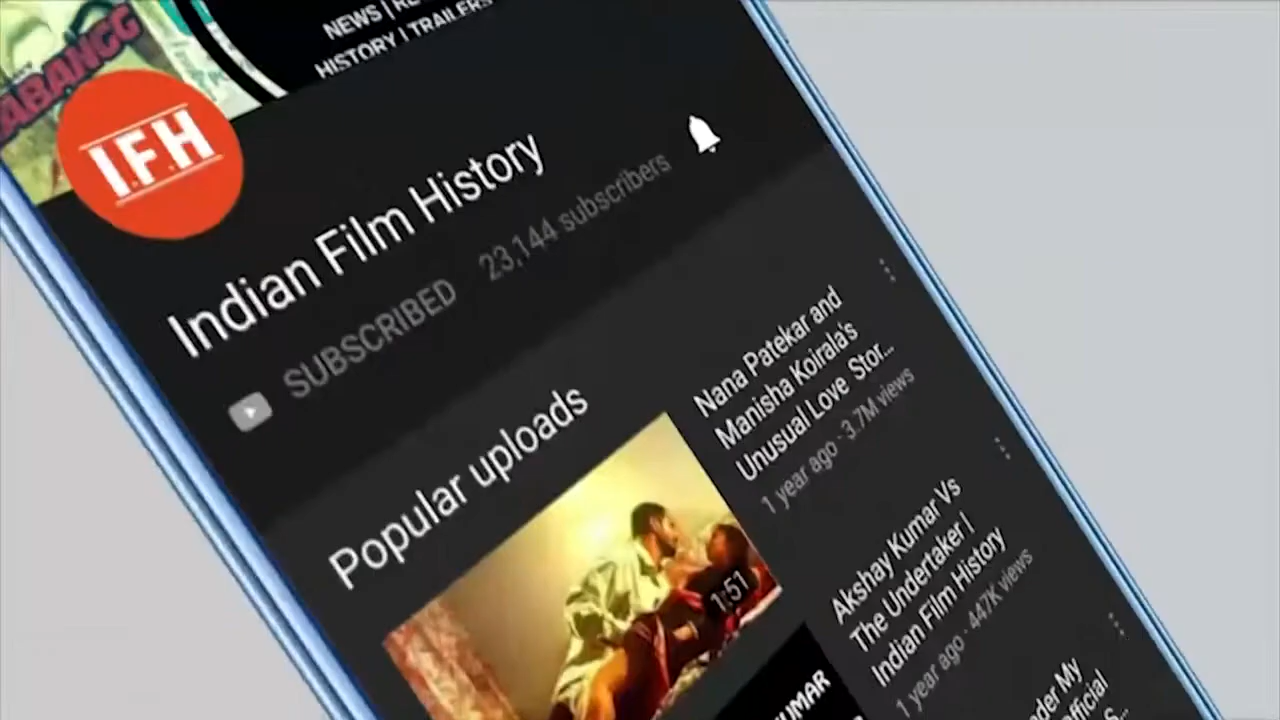 NEWS | RE
HISTORY | TRAILERS
ABANGG
I.F.H
Indian Film History
SUBSCRIBED 23,144 subscribers
Popular uploads
Nana Patekar and
Manisha Koirala's
Unusual Love Stor...
1 year ago · 3.7M views
1:51
Akshay Kumar Vs
The Undertaker |
Indian Film History
1 year ago · 447K views
UMAR
der My
fficial
S...